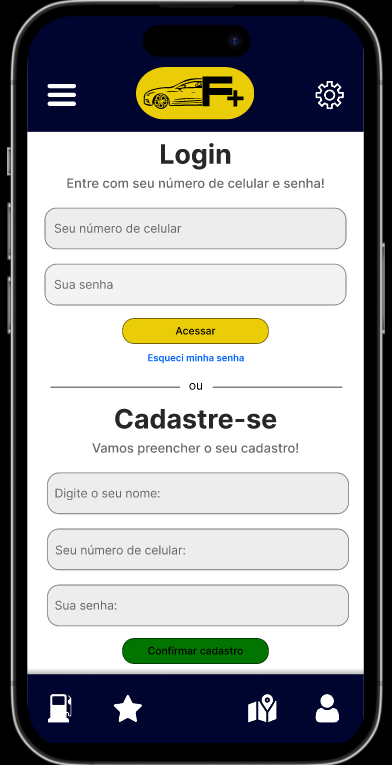 F+
Login
Entre com seu número de celular e senha!
Seu número de celular
Sua senha
Acessar
Esqueci minha senha
ou
Cadastre-se
Vamos preencher o seu cadastro!
Digite o seu nome:
Seu número de celular:
Sua senha:
Confirmar cadastro